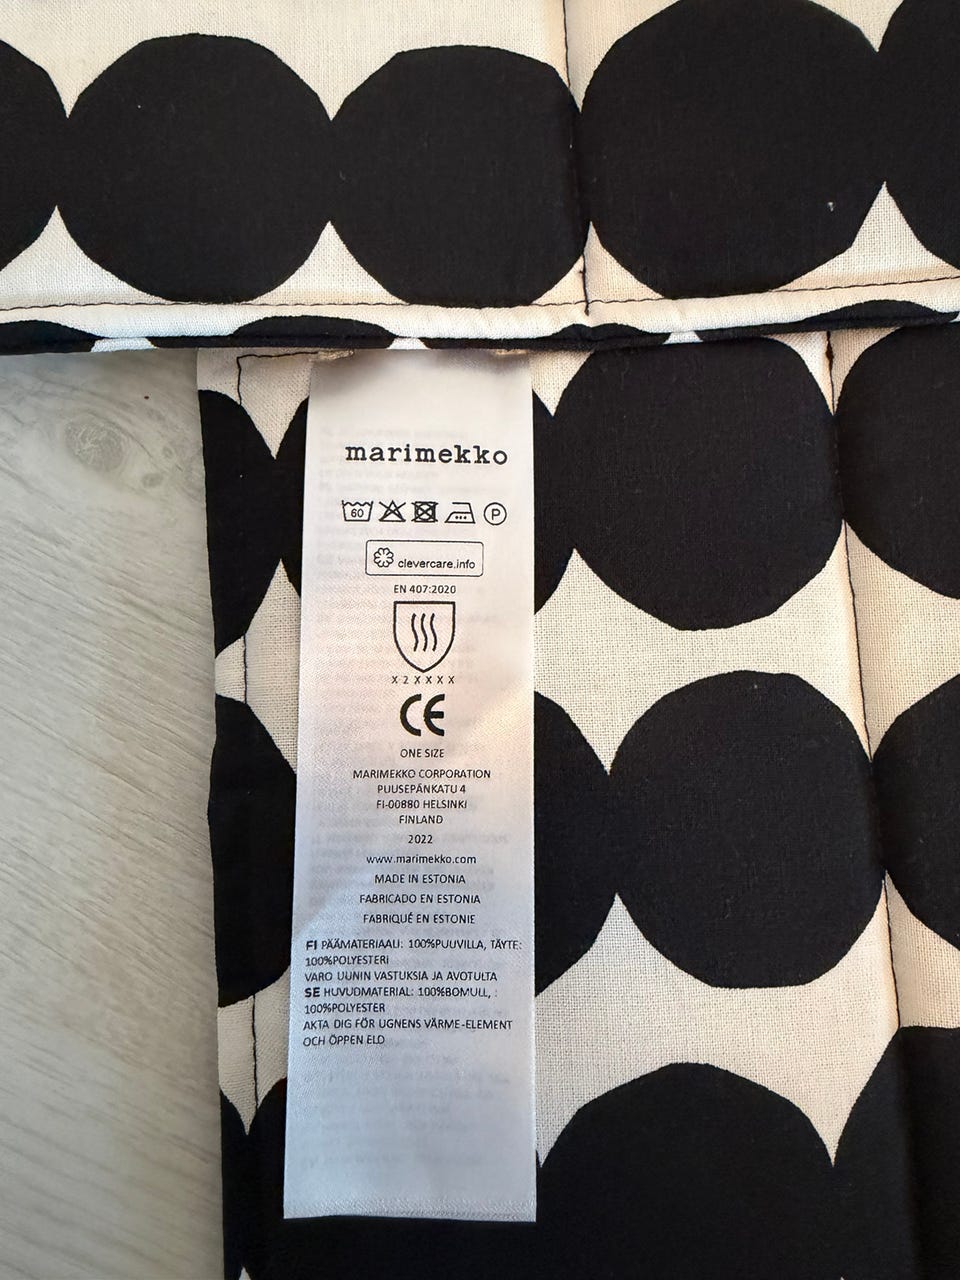 marimekko
60 P
clevercare.info
EN 407:2020
X 2 X X X X
CE
ONE SIZE
MARIMEKKO CORPORATION
PUUSEPÄNKATU 4
FI-00880 HELSINKI
FINLAND
2022
www.marimekko.com
MADE IN ESTONIA
FABRICADO EN ESTONIA
FABRIQUÉ EN ESTONIE
FI PÄÄMATERIAALI: 100%PUUVILLA, TÄYTE:
100%POLYESTERI
VARO UUNIN VASTUKSIA JA AVOTULTA
SE HUVUDMATERIAL: 100%BOMULL, :
100%POLYESTER
AKTA DIG FÖR UGNENS VÄRME-ELEMENT
OCH ÖPPEN ELD